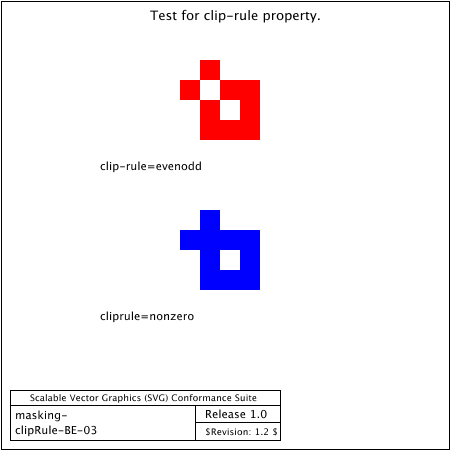 Test for clip-rule property.
clip-rule=evenodd
cliprule=nonzero
Scalable Vector Graphics (SVG) Conformance Suite
masking-
clipRule-BE-03
Release 1.0
$Revision: 1.2 $